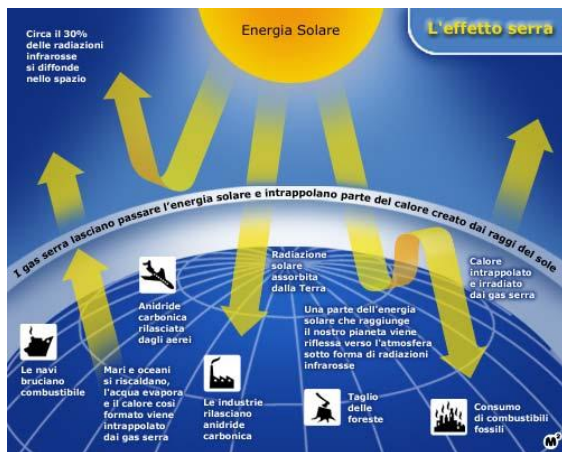 Circa il 30%
delle radiazioni
infrarosse
si diffonde
nello spazio
Energia Solare
L'effetto serra
I gas serra lasciano passare l'energia solare e intrappolano parte del calore creato dai raggi del sole
Anidride
carbonica
rilasciata
dagli aerei
Radiazione
solare
assorbita
dalla Terra
Calore
intrappolato
e irradiato
dai gas serra
Le navi
bruciano
combustibile
Mari e oceani
si riscaldano,
l'acqua evapora
e il calore così
formato viene
intrappolato
dai gas serra
Le industrie
rilasciano
anidride
carbonica
Una parte dell'energia
solare che raggiunge
il nostro pianeta viene
riflessa verso l'atmosfera
sotto forma di radiazioni
infrarosse
Taglio
delle
foreste
Consumo
di combustibili
fossili